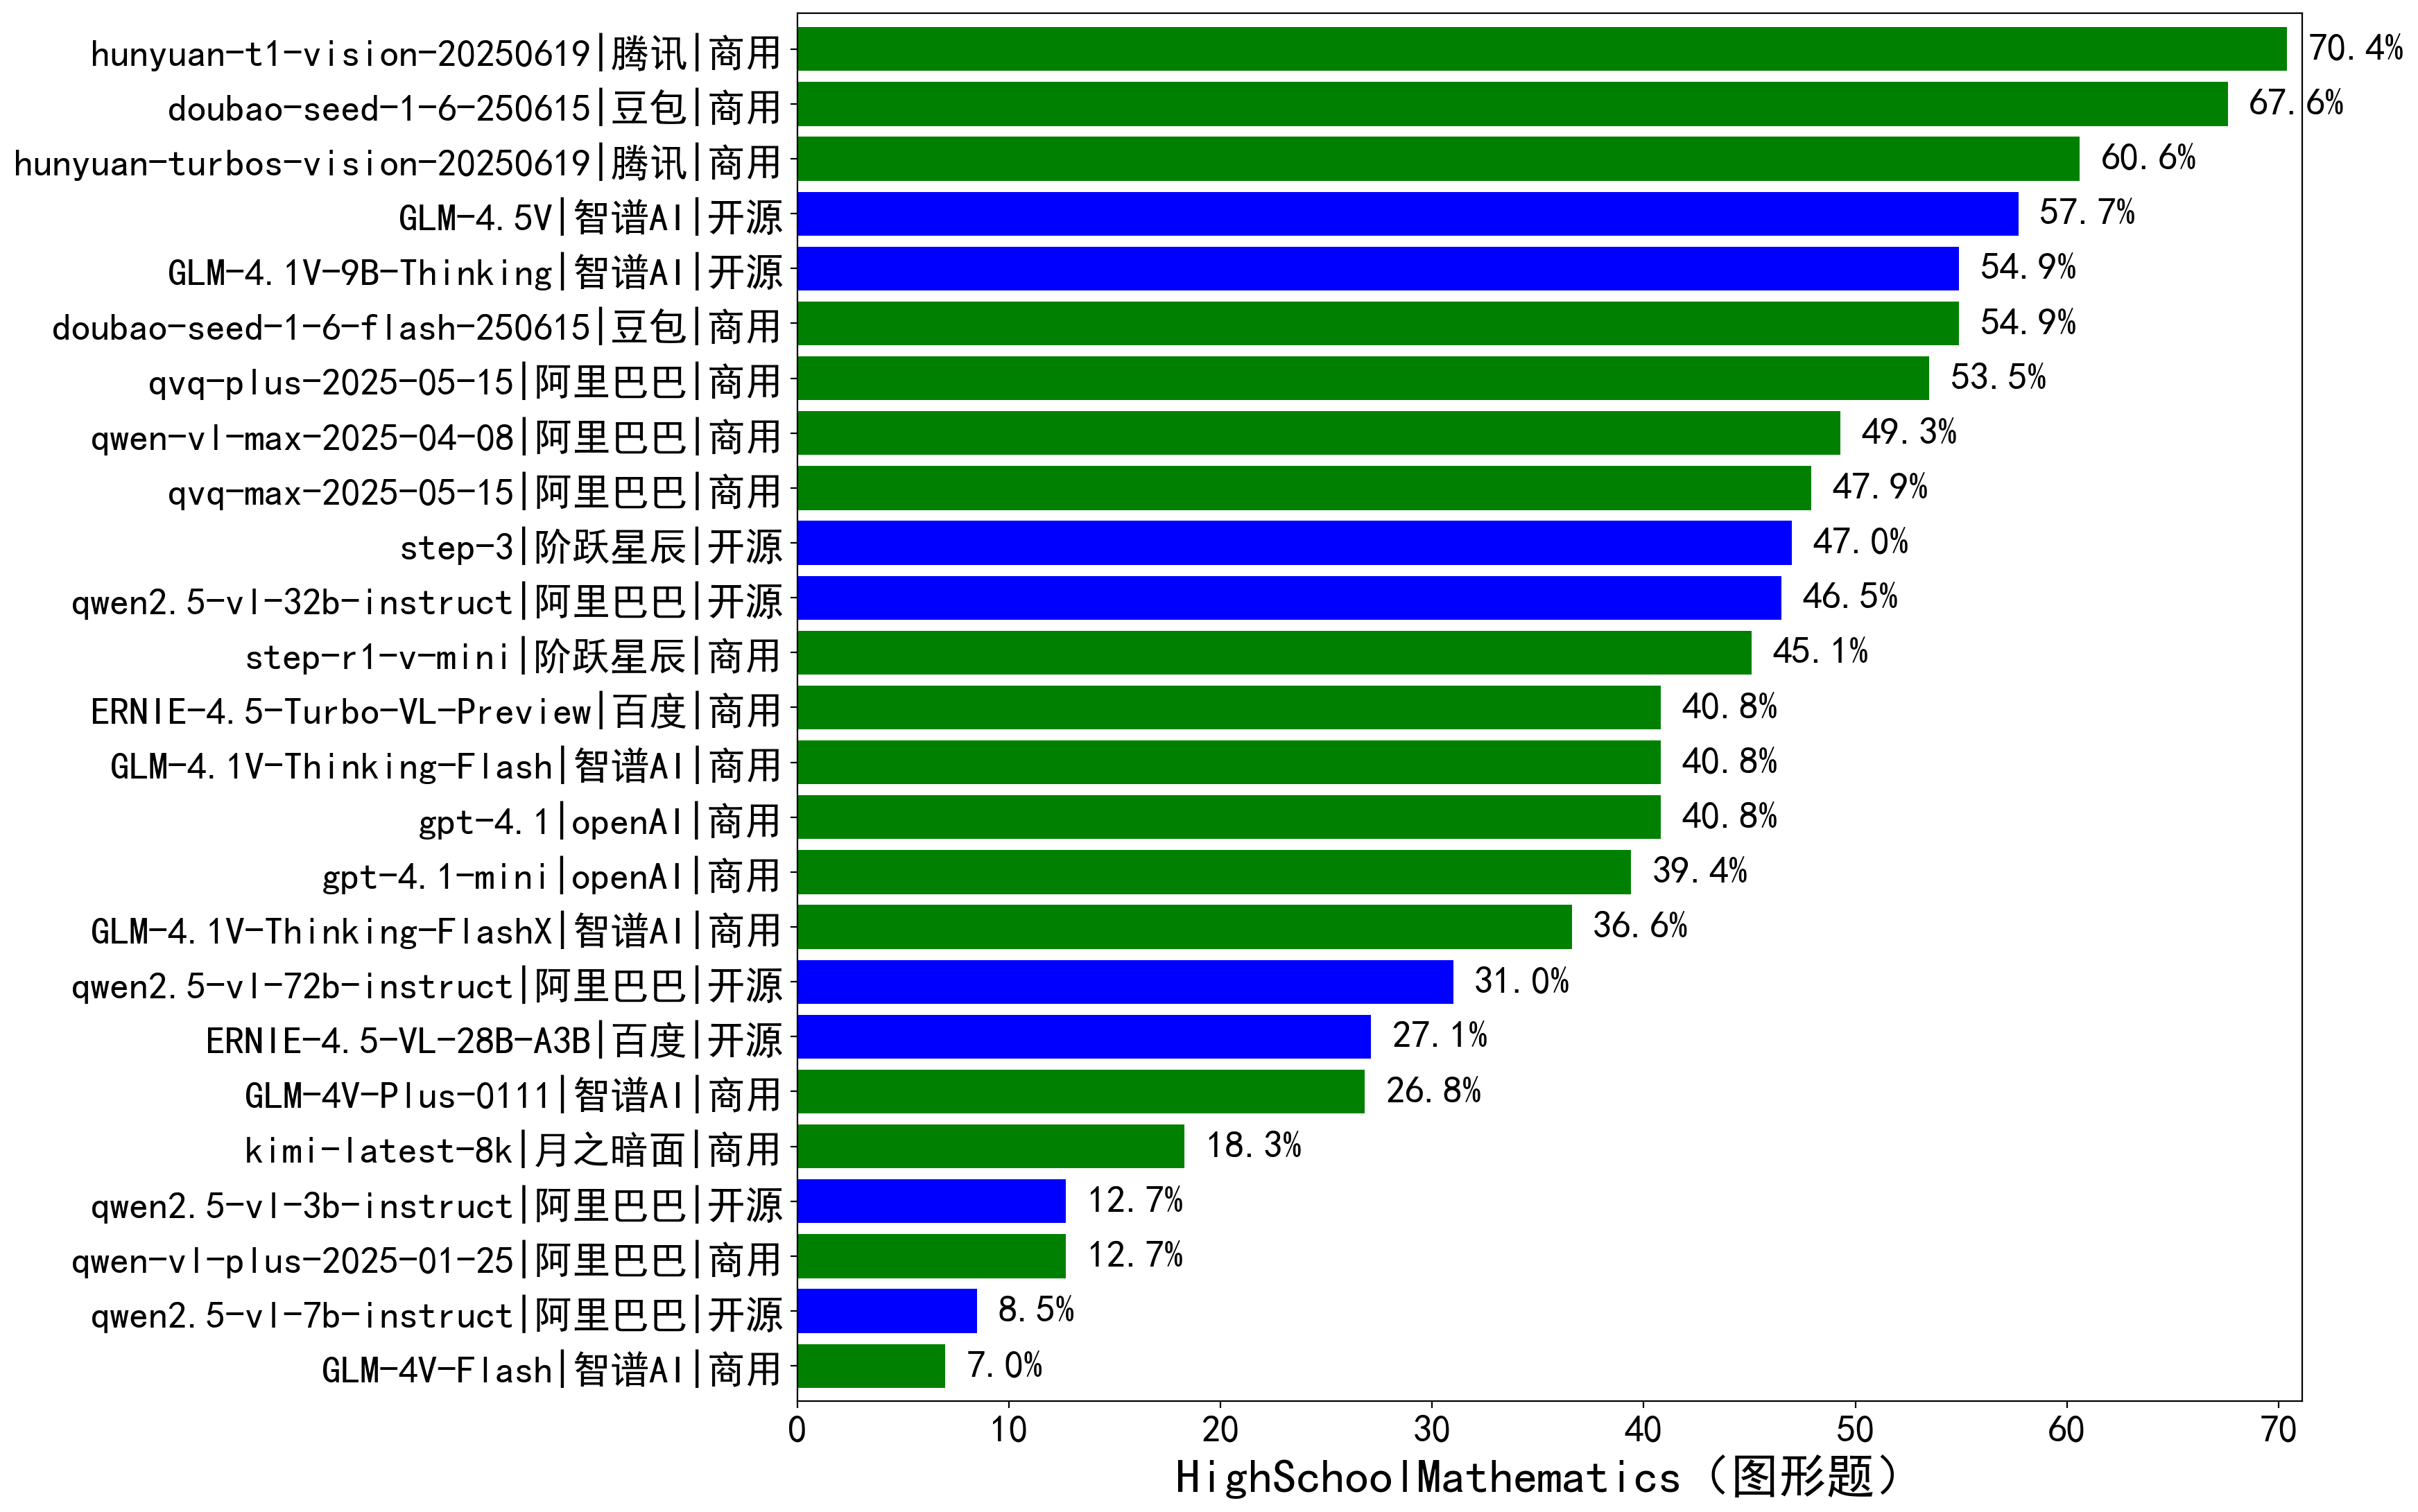 hunyuan-t1-vision-20250619|腾讯|商用 70.4%
doubao-seed-1-6-250615|豆包|商用 67.6%
hunyuan-turbos-vision-20250619|腾讯|商用 60.6%
GLM-4.5V|智谱AI|开源 57.7%
GLM-4.1V-9B-Thinking|智谱AI|开源 54.9%
doubao-seed-1-6-flash-250615|豆包|商用 54.9%
qvq-plus-2025-05-15|阿里巴巴|商用 53.5%
qwen-vl-max-2025-04-08|阿里巴巴|商用 49.3%
qvq-max-2025-05-15|阿里巴巴|商用 47.9%
step-3|阶跃星辰|开源 47.0%
qwen2.5-vl-32b-instruct|阿里巴巴|开源 46.5%
step-r1-v-mini|阶跃星辰|商用 45.1%
ERNIE-4.5-Turbo-VL-Preview|百度|商用 40.8%
GLM-4.1V-Thinking-Flash|智谱AI|商用 40.8%
gpt-4.1|openAI|商用 40.8%
gpt-4.1-mini|openAI|商用 39.4%
GLM-4.1V-Thinking-FlashX|智谱AI|商用 36.6%
qwen2.5-vl-72b-instruct|阿里巴巴|开源 31.0%
ERNIE-4.5-VL-28B-A3B|百度|开源 27.1%
GLM-4V-Plus-0111|智谱AI|商用 26.8%
kimi-latest-8k|月之暗面|商用 18.3%
qwen2.5-vl-3b-instruct|阿里巴巴|开源 12.7%
qwen-vl-plus-2025-01-25|阿里巴巴|商用 12.7%
qwen2.5-vl-7b-instruct|阿里巴巴|开源 8.5%
GLM-4V-Flash|智谱AI|商用 7.0%
0 10 20 30 40 50 60 70
HighSchoolMathematics（图形题）